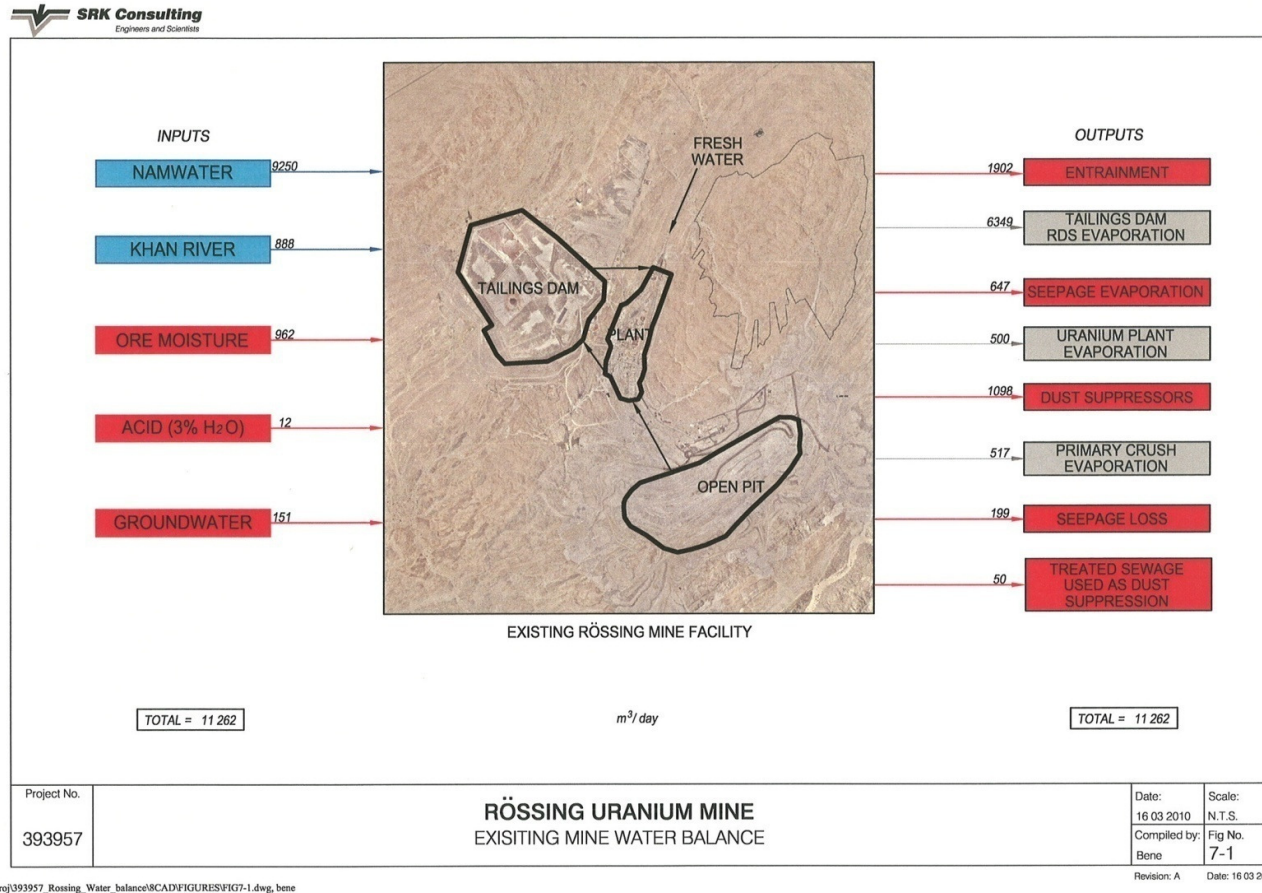 SRK Consulting
Engineers and Scientists
INPUTS
NAMWATER
9250
KHAN RIVER
888
ORE MOISTURE
962
ACID (3% H2O)
12
GROUNDWATER
151
FRESH
WATER
TAILINGS DAM
PLANT
OPEN PIT
EXISTING RÖSSING MINE FACILITY
OUTPUTS
1902
ENTRAINMENT
6349
TAILINGS DAM
RDS EVAPORATION
647
SEEPAGE EVAPORATION
500
URANIUM PLANT
EVAPORATION
1098
DUST SUPPRESSORS
517
PRIMARY CRUSH
EVAPORATION
199
SEEPAGE LOSS
50
TREATED SEWAGE
USED AS DUST
SUPPRESSION
TOTAL = 11 262
m³/ day
TOTAL = 11 262
Project No.
393957
RÖSSING URANIUM MINE
EXISITING MINE WATER BALANCE
Date:
16 03 2010
Scale:
N.T.S.
Compiled by:
Bene
Fig No.
7-1
Revision: A
Date: 16 03 20
roj\393957_Rossing_Water_balance\8CAD\FIGURES\FIG7-1.dwg, bene